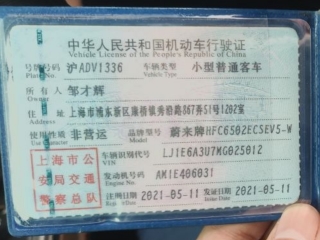 中华人民共和国机动车行驶证
Vehicle License of the People's Republic of China
号牌号码 沪ADV1336 车辆类型 小型普通客车
Plate No. Vehicle Type
所有人 邹才辉
Owner
住址 上海市浦东新区康桥镇秀沿路867弄51号1202室
Address
使用性质 非营运 品牌型号 蔚来牌HFC6502ECSEV5-W
Use Character Model
上海市公安局交通警察总队
车辆识别代号 LJ1E6A3U7MG025012
VIN
发动机号码 AM1E406031
Engine No.
注册日期 2021-05-11 发证日期 2021-05-11
Register Date Issue Date